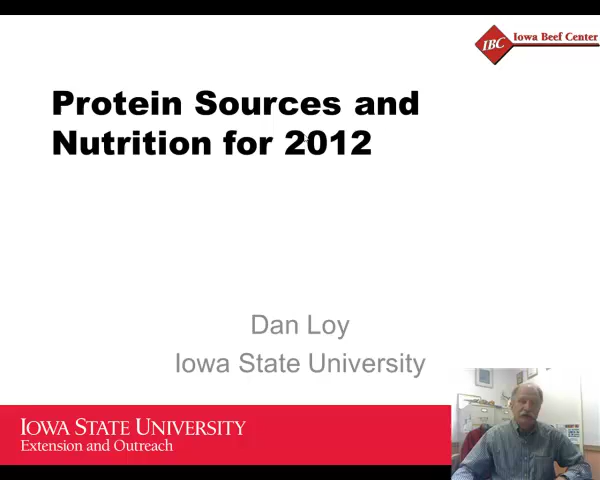 IBC Iowa Beef Center
Protein Sources and
Nutrition for 2012
Dan Loy
Iowa State University
IOWA STATE UNIVERSITY
Extension and Outreach